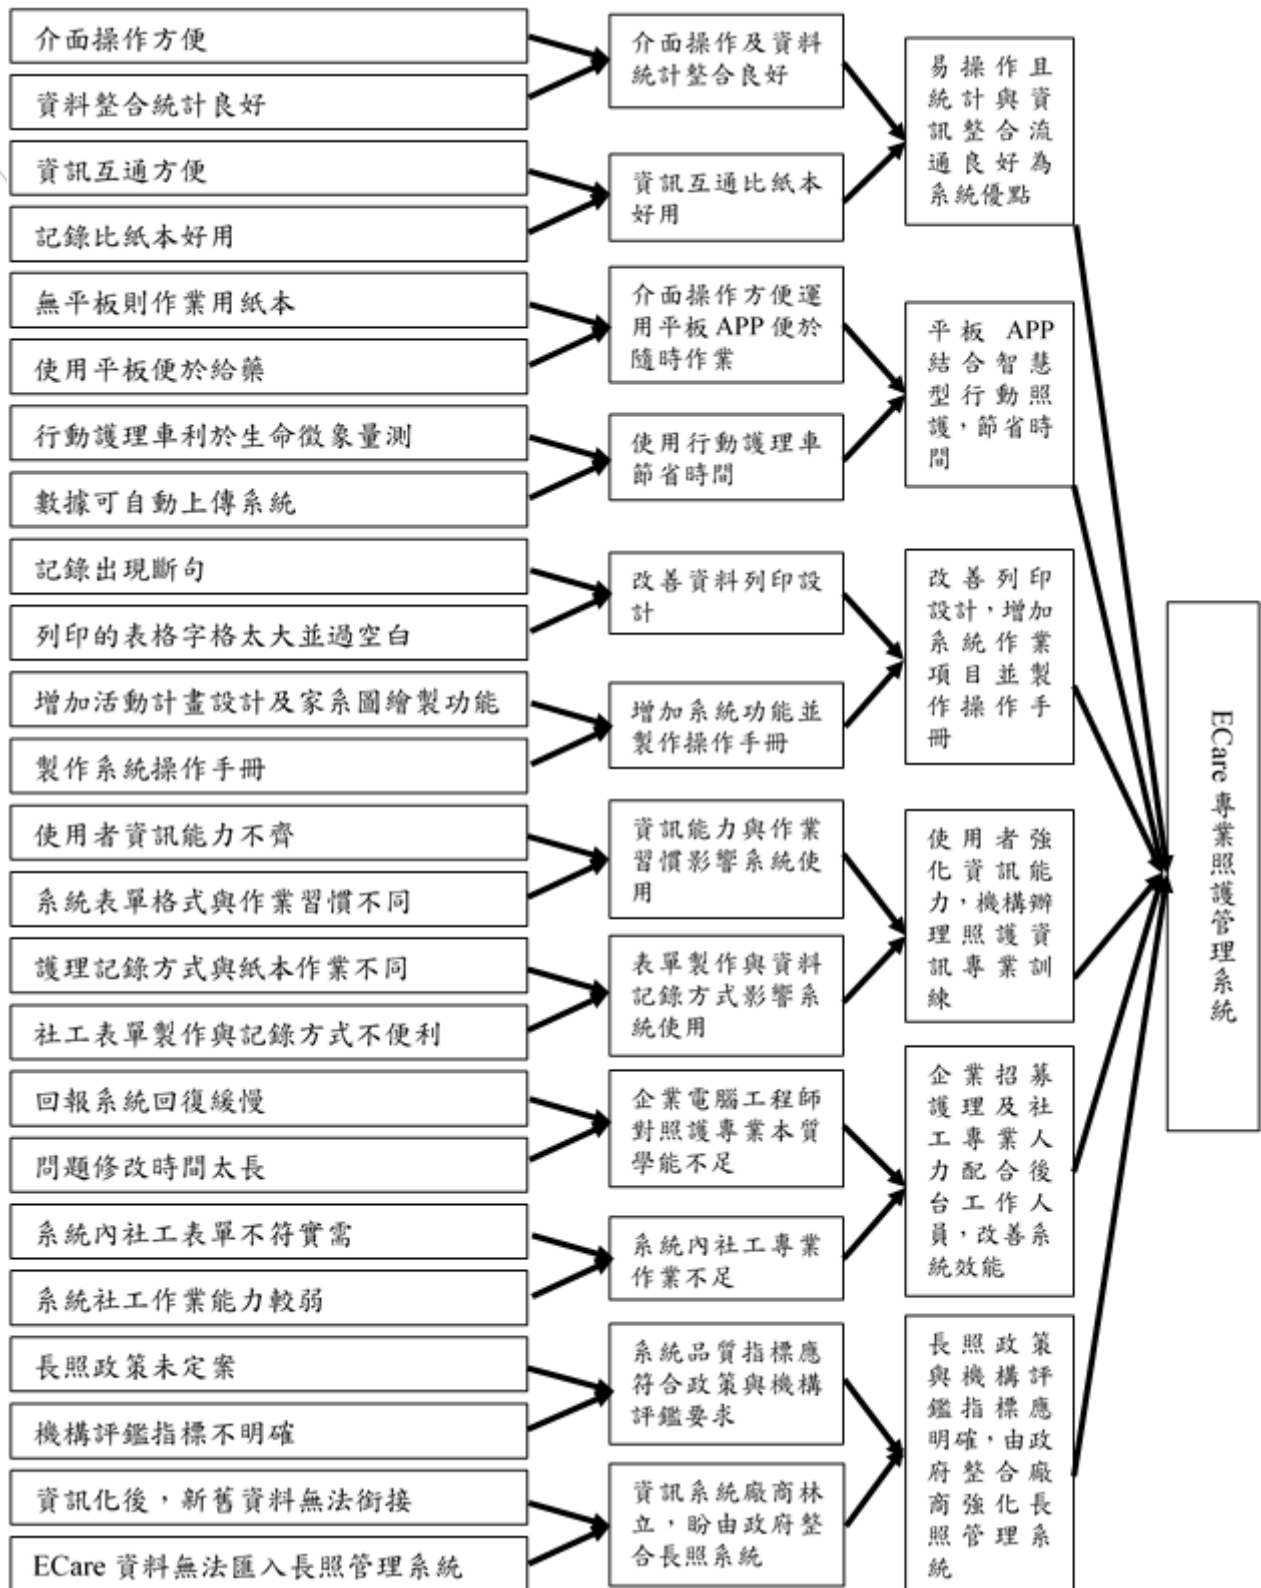 介面操作方便
資料整合統計良好
資訊互通方便
記錄比紙本好用
無平板則作業用紙本
使用平板便於給藥
行動護理車利於生命徵象量測
數據可自動上傳系統
記錄出現斷句
列印的表格字格太大並過空白
增加活動計畫設計及家系圖繪製功能
製作系統操作手冊
使用者資訊能力不齊
系統表單格式與作業習慣不同
護理記錄方式與紙本作業不同
社工表單製作與記錄方式不便利
回報系統回復緩慢
問題修改時間太長
系統內社工表單不符實需
系統社工作業能力較弱
長照政策未定案
機構評鑑指標不明確
資訊化後，新舊資料無法銜接
ECare 資料無法匯入長照管理系統
介面操作及資料
統計整合良好
資訊互通比紙本
好用
介面操作方便運
用平板 APP 便於
隨時作業
使用行動護理車
節省時間
改善資料列印設
計
增加系統功能並
製作操作手冊
資訊能力與作業
習慣影響系統使
用
表單製作與資料
記錄方式影響系
統使用
企業電腦工程師
對照護專業本質
學能不足
系統內社工專業
作業不足
系統品質指標應
符合政策與機構
評鑑要求
資訊系統廠商林
立，盼由政府整
合長照系統
易操作且
統計與資
訊整合流
通良好為
系統優點
平板 APP
結合智慧
型行動照
護，節省時
間
改善列印
設計，增加
系統作業
項目並製
作操作手
冊
使用者強
化資訊能
力，機構辦
理照護資
訊專業訓
練
企業招募
護理及社
工專業人
力配合後
台工作人
員，改善系
統效能
長照政策
與機構評
鑑指標應
明確，由政
府整合廠
商強化長
照管理系
統
ECare 專業照護管理系統